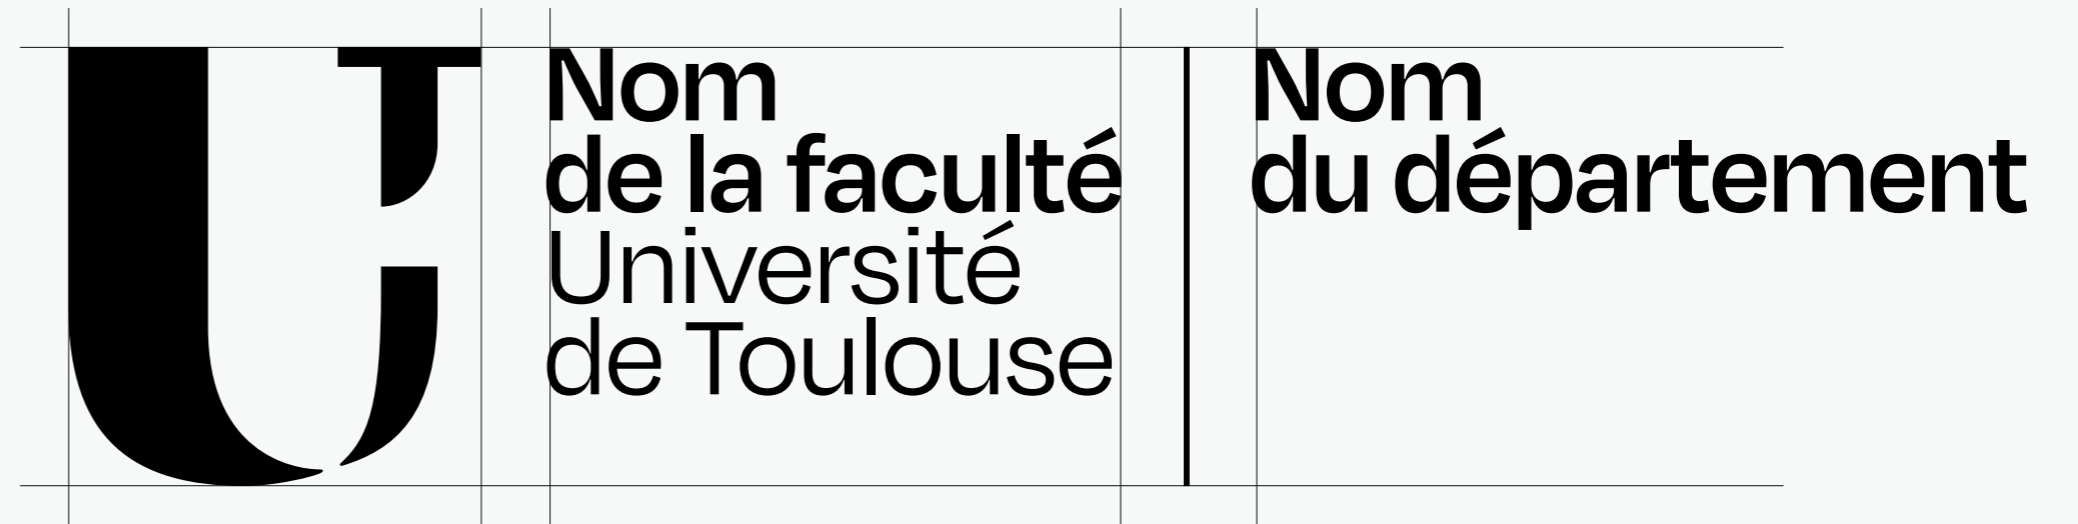 Nom
de la faculté
Université
de Toulouse
Nom
du département